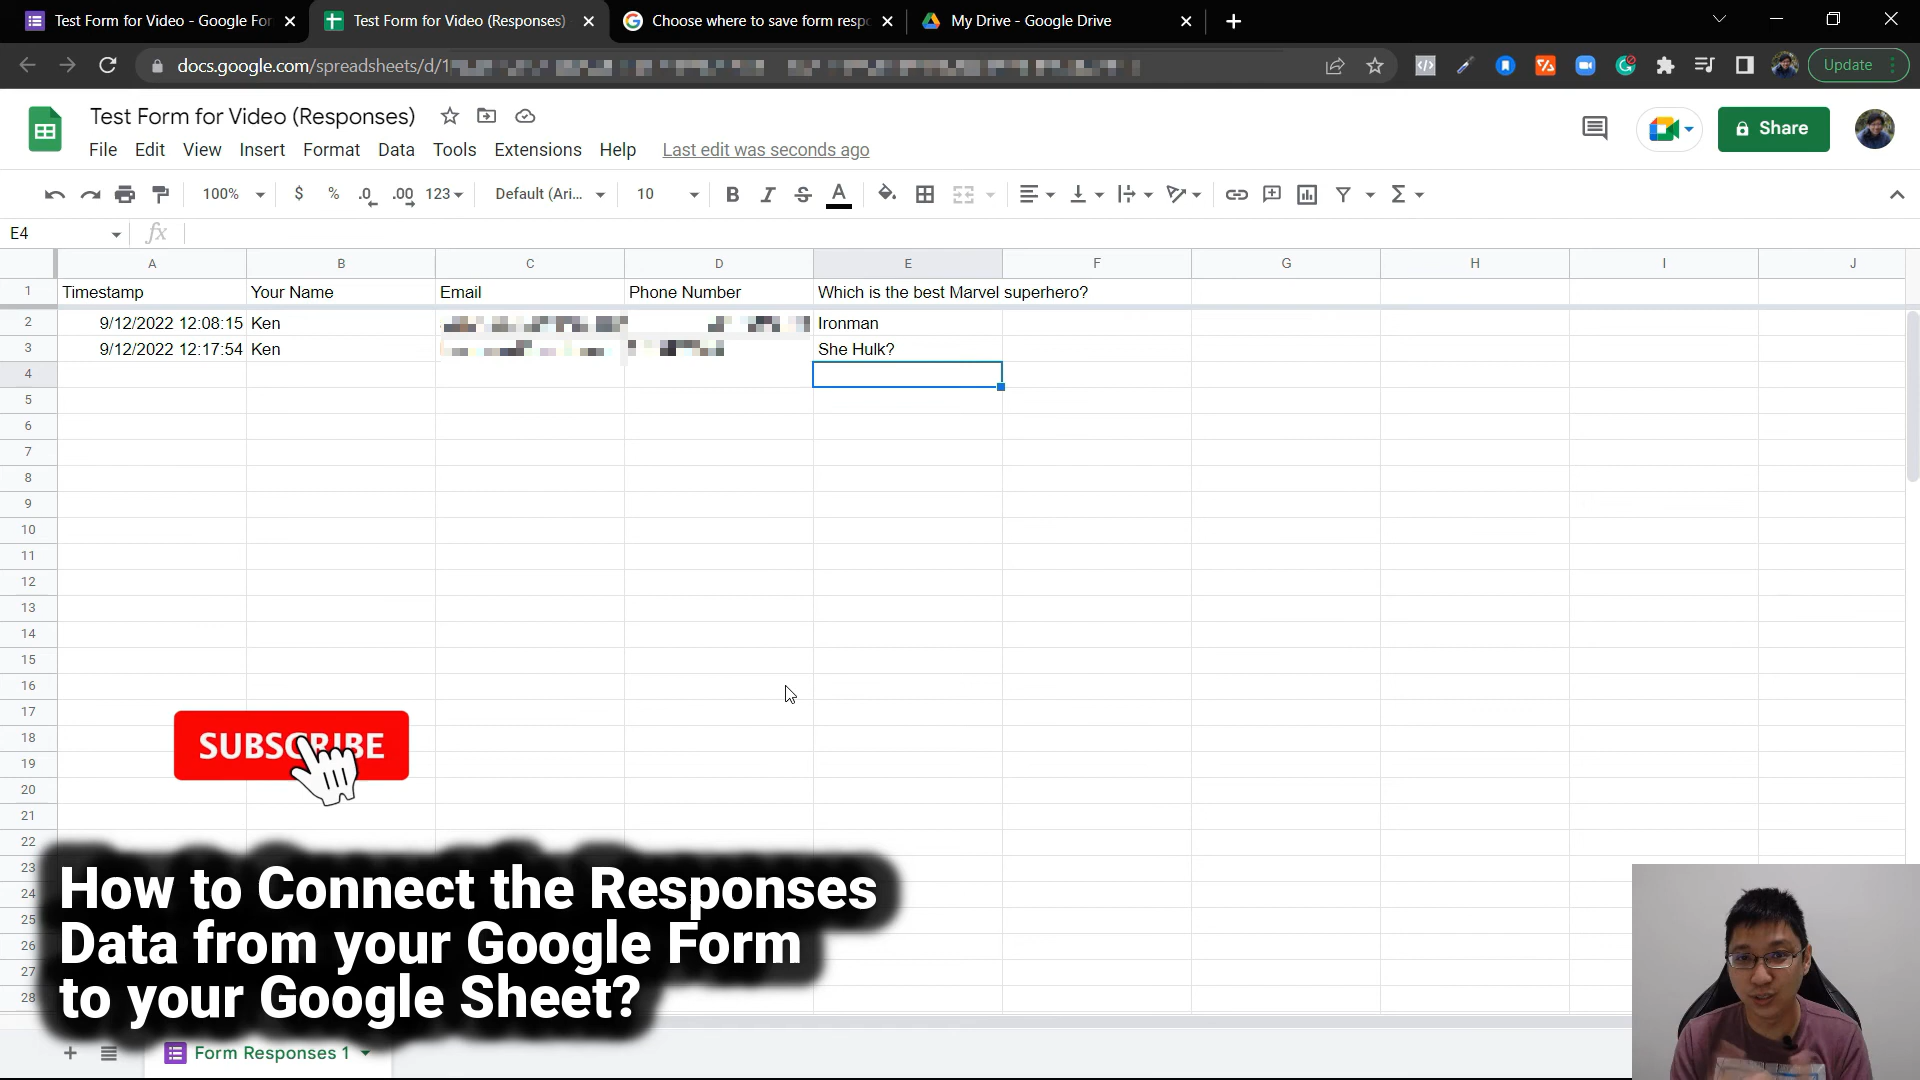 Test Form for Video - Google For
Test Form for Video (Responses)
Choose where to save form respo
My Drive - Google Drive
docs.google.com/spreadsheets/d/1
Update
Test Form for Video (Responses)
Share
File Edit View Insert Format Data Tools Extensions Help Last edit was seconds ago
100% $ % .0 .00 123 Default (Ari... 10 B I S A Σ
E4 fx
A B C D E F G H I J
1 Timestamp Your Name Email Phone Number Which is the best Marvel superhero?
2 9/12/2022 12:08:15 Ken Ironman
3 9/12/2022 12:17:54 Ken She Hulk?
4
5
6
7
8
9
10
11
12
13
14
15
16
17
18
19
20
21
22
23
24
25
26
27
28
SUBSCRIBE
How to Connect the Responses
Data from your Google Form
to your Google Sheet?
Form Responses 1